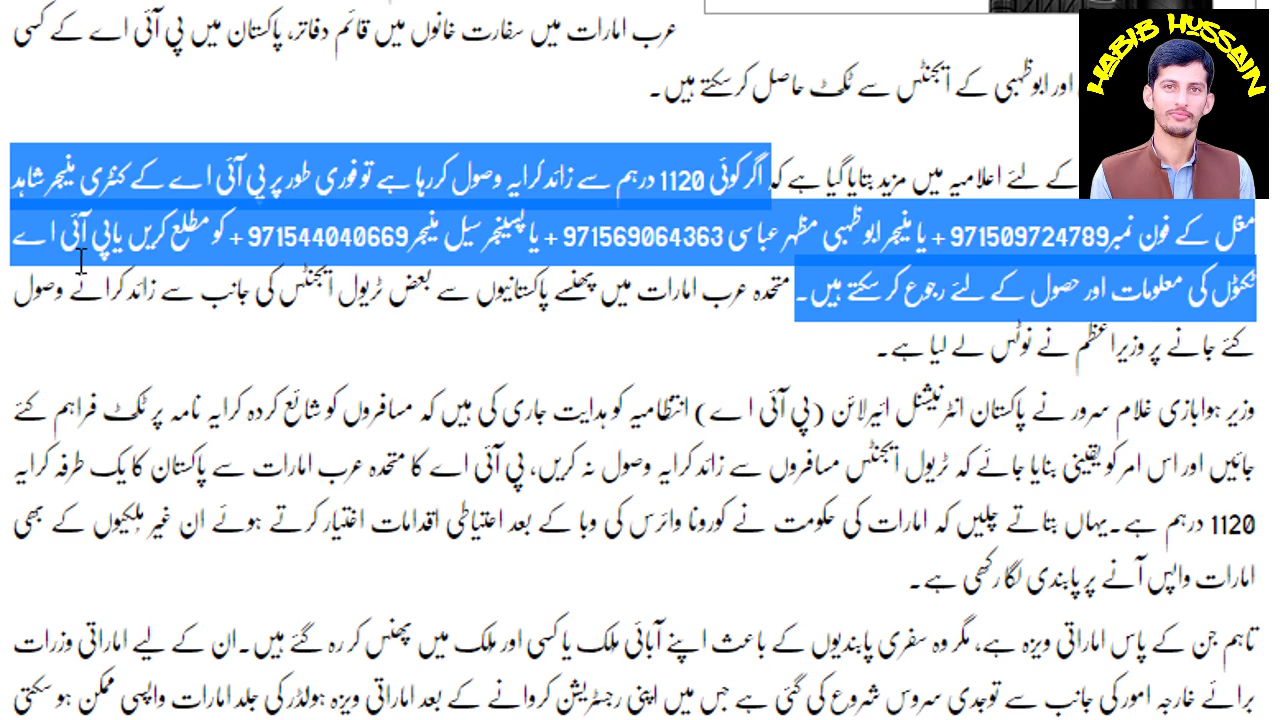 عرب امارات میں سفارت خانوں میں قائم دفاتر، پاکستان میں پی آئی اے کے کسی
HABIB HUSSAIN
اور ابوظہبی کے ایجنٹس سے ٹکٹ حاصل کرسکتے ہیں۔
کے لئے اعلامیہ میں مزید بتایا گیا ہے کہ اگر کوئی 1120 درہم سے زائد کرایہ وصول کررہا ہے تو فوری طور پر پی آئی اے کے کنٹری منیجر شاہد
مغل کے فون نمبر971509724789 + یا منیجر ابو ظہبی مظہر عباسی 971569064363 + یا پسینجر سیل منیجر 971544040669 + کو مطلع کریں یاپی آئی اے
ٹکٹوں کی معلومات اور حصول کے لئے رجوع کر سکتے ہیں۔ متحدہ عرب امارات میں پھنسے پاکستانیوں سے بعض ٹریول ایجنٹس کی جانب سے زائد کرائے وصول
کئے جانے پر وزیراعظم نے نوٹس لے لیا ہے۔
وزیر ہوابازی غلام سرور نے پاکستان انٹرنیشنل ائیرلائن (پی آئی اے) انتظامیہ کو ہدایت جاری کی ہیں کہ مسافروں کو شائع کردہ کرایہ نامہ پر ٹکٹ فراہم کئے
جائیں اور اس امر کو یقینی بنایا جائے کہ ٹریول ایجنٹس مسافروں سے زائد کرایہ وصول نہ کریں، پی آئی اے کا متحدہ عرب امارات سے پاکستان کا یک طرفہ کرایہ
1120 درہم ہے۔یہاں بتاتے چلیں کہ امارات کی حکومت نے کورونا وائرس کی وبا کے بعد احتیاطی اقدامات اختیار کرتے ہوئے ان غیر ملکیوں کے بھی
امارات واپس آنے پر پابندی لگا رکھی ہے۔
تاہم جن کے پاس اماراتی ویزہ ہے، مگر وہ سفری پابندیوں کے باعث اپنے آبائی ملک یا کسی اور ملک میں پھنس کر رہ گئے ہیں۔ان کے لیے اماراتی وزرات
برائے خارجہ امور کی جانب سے توجدی سروس شروع کی گئی ہے جس میں اپنی رجسٹریشن کروانے کے بعد اماراتی ویزہ ہولڈر کی جلد امارات واپسی ممکن ہو سکتی